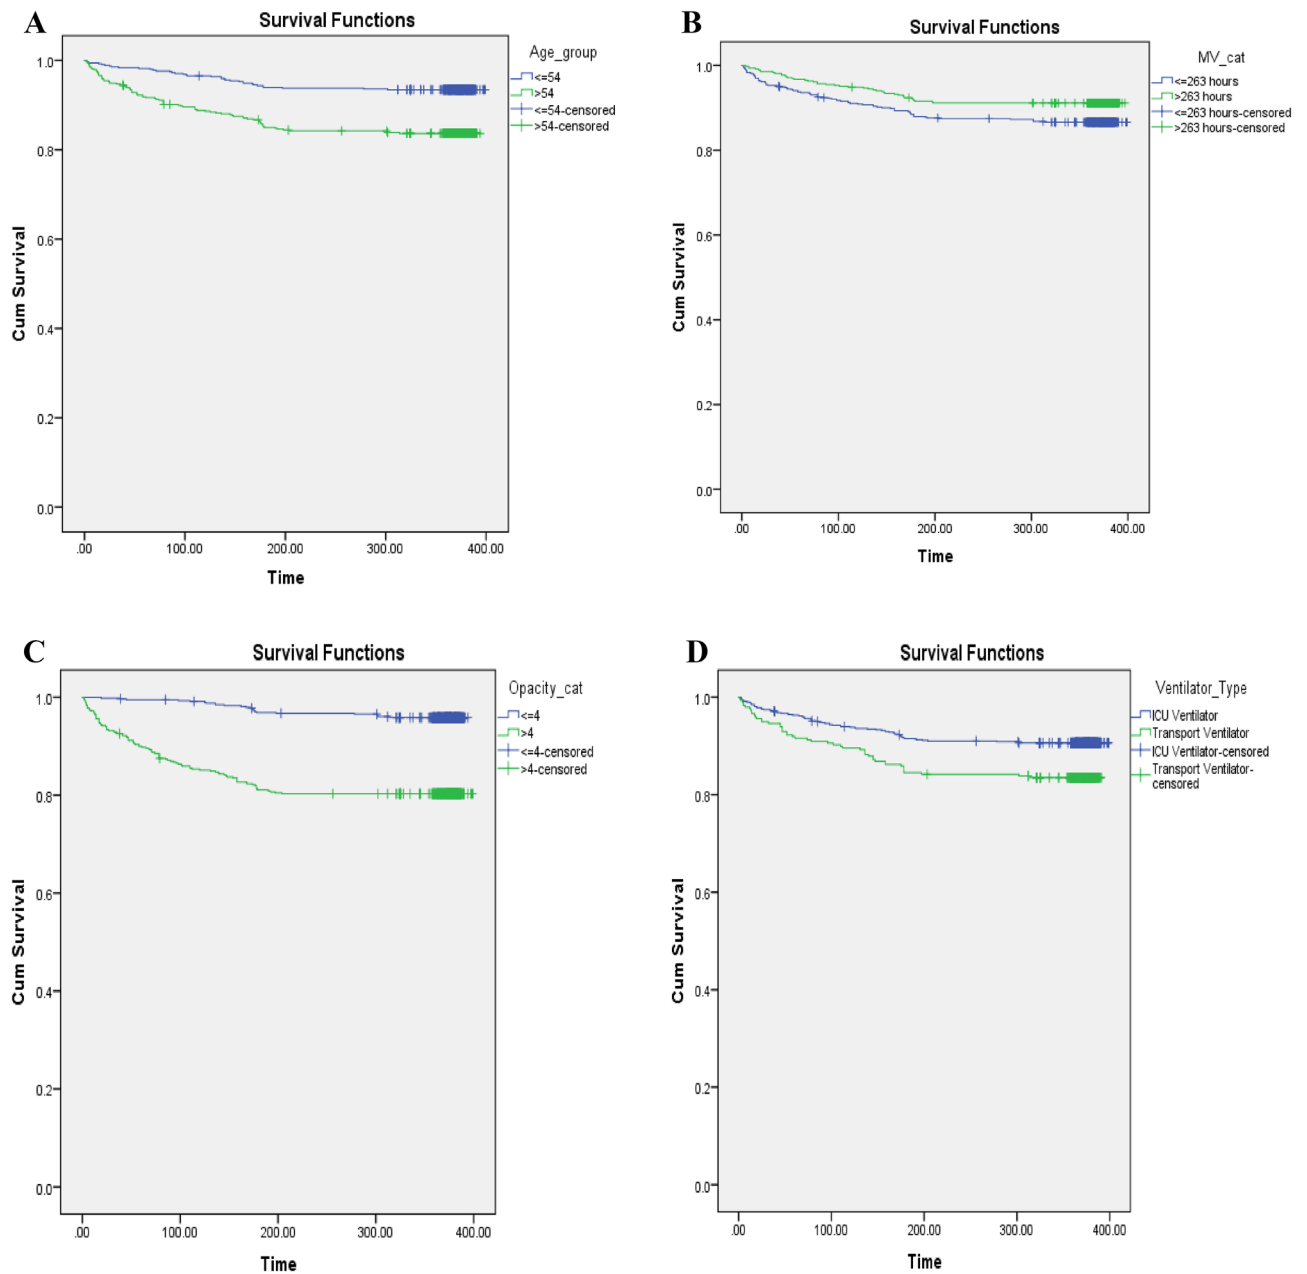 A
Survival Functions
Age_group
<=54
>54
<=54-censored
>54-censored
1.0
0.8
0.6
0.4
0.2
0.0
Cum Survival
.00
100.00
200.00
300.00
400.00
Time
B
Survival Functions
MV_cat
<=263 hours
>263 hours
<=263 hours-censored
>263 hours-censored
1.0
0.8
0.6
0.4
0.2
0.0
Cum Survival
.00
100.00
200.00
300.00
400.00
Time
C
Survival Functions
Opacity_cat
<=4
>4
<=4-censored
>4-censored
1.0
0.8
0.6
0.4
0.2
0.0
Cum Survival
.00
100.00
200.00
300.00
400.00
Time
D
Survival Functions
Ventilator_Type
ICU Ventilator
Transport Ventilator
ICU Ventilator-censored
Transport Ventilator-
censored
1.0
0.8
0.6
0.4
0.2
0.0
Cum Survival
.00
100.00
200.00
300.00
400.00
Time